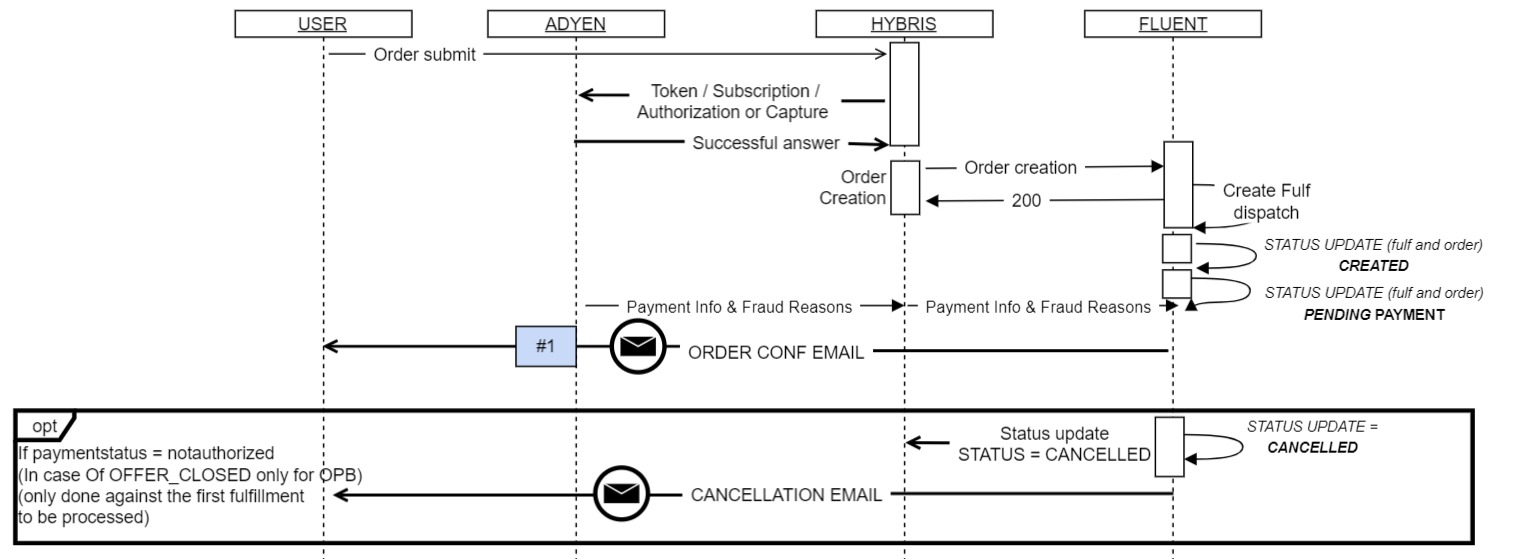 USER
ADYEN
HYBRIS
FLUENT
Order submit
Token / Subscription /
Authorization or Capture
Successful answer
Order
Creation
Order creation
200
Create Fulf
dispatch
STATUS UPDATE (fulf and order)
CREATED
STATUS UPDATE (fulf and order)
PENDING PAYMENT
Payment Info & Fraud Reasons
Payment Info & Fraud Reasons
#1
ORDER CONF EMAIL
opt
If paymentstatus = notauthorized
(In case Of OFFER_CLOSED only for OPB)
(only done against the first fulfillment
to be processed)
Status update
STATUS = CANCELLED
STATUS UPDATE =
CANCELLED
CANCELLATION EMAIL